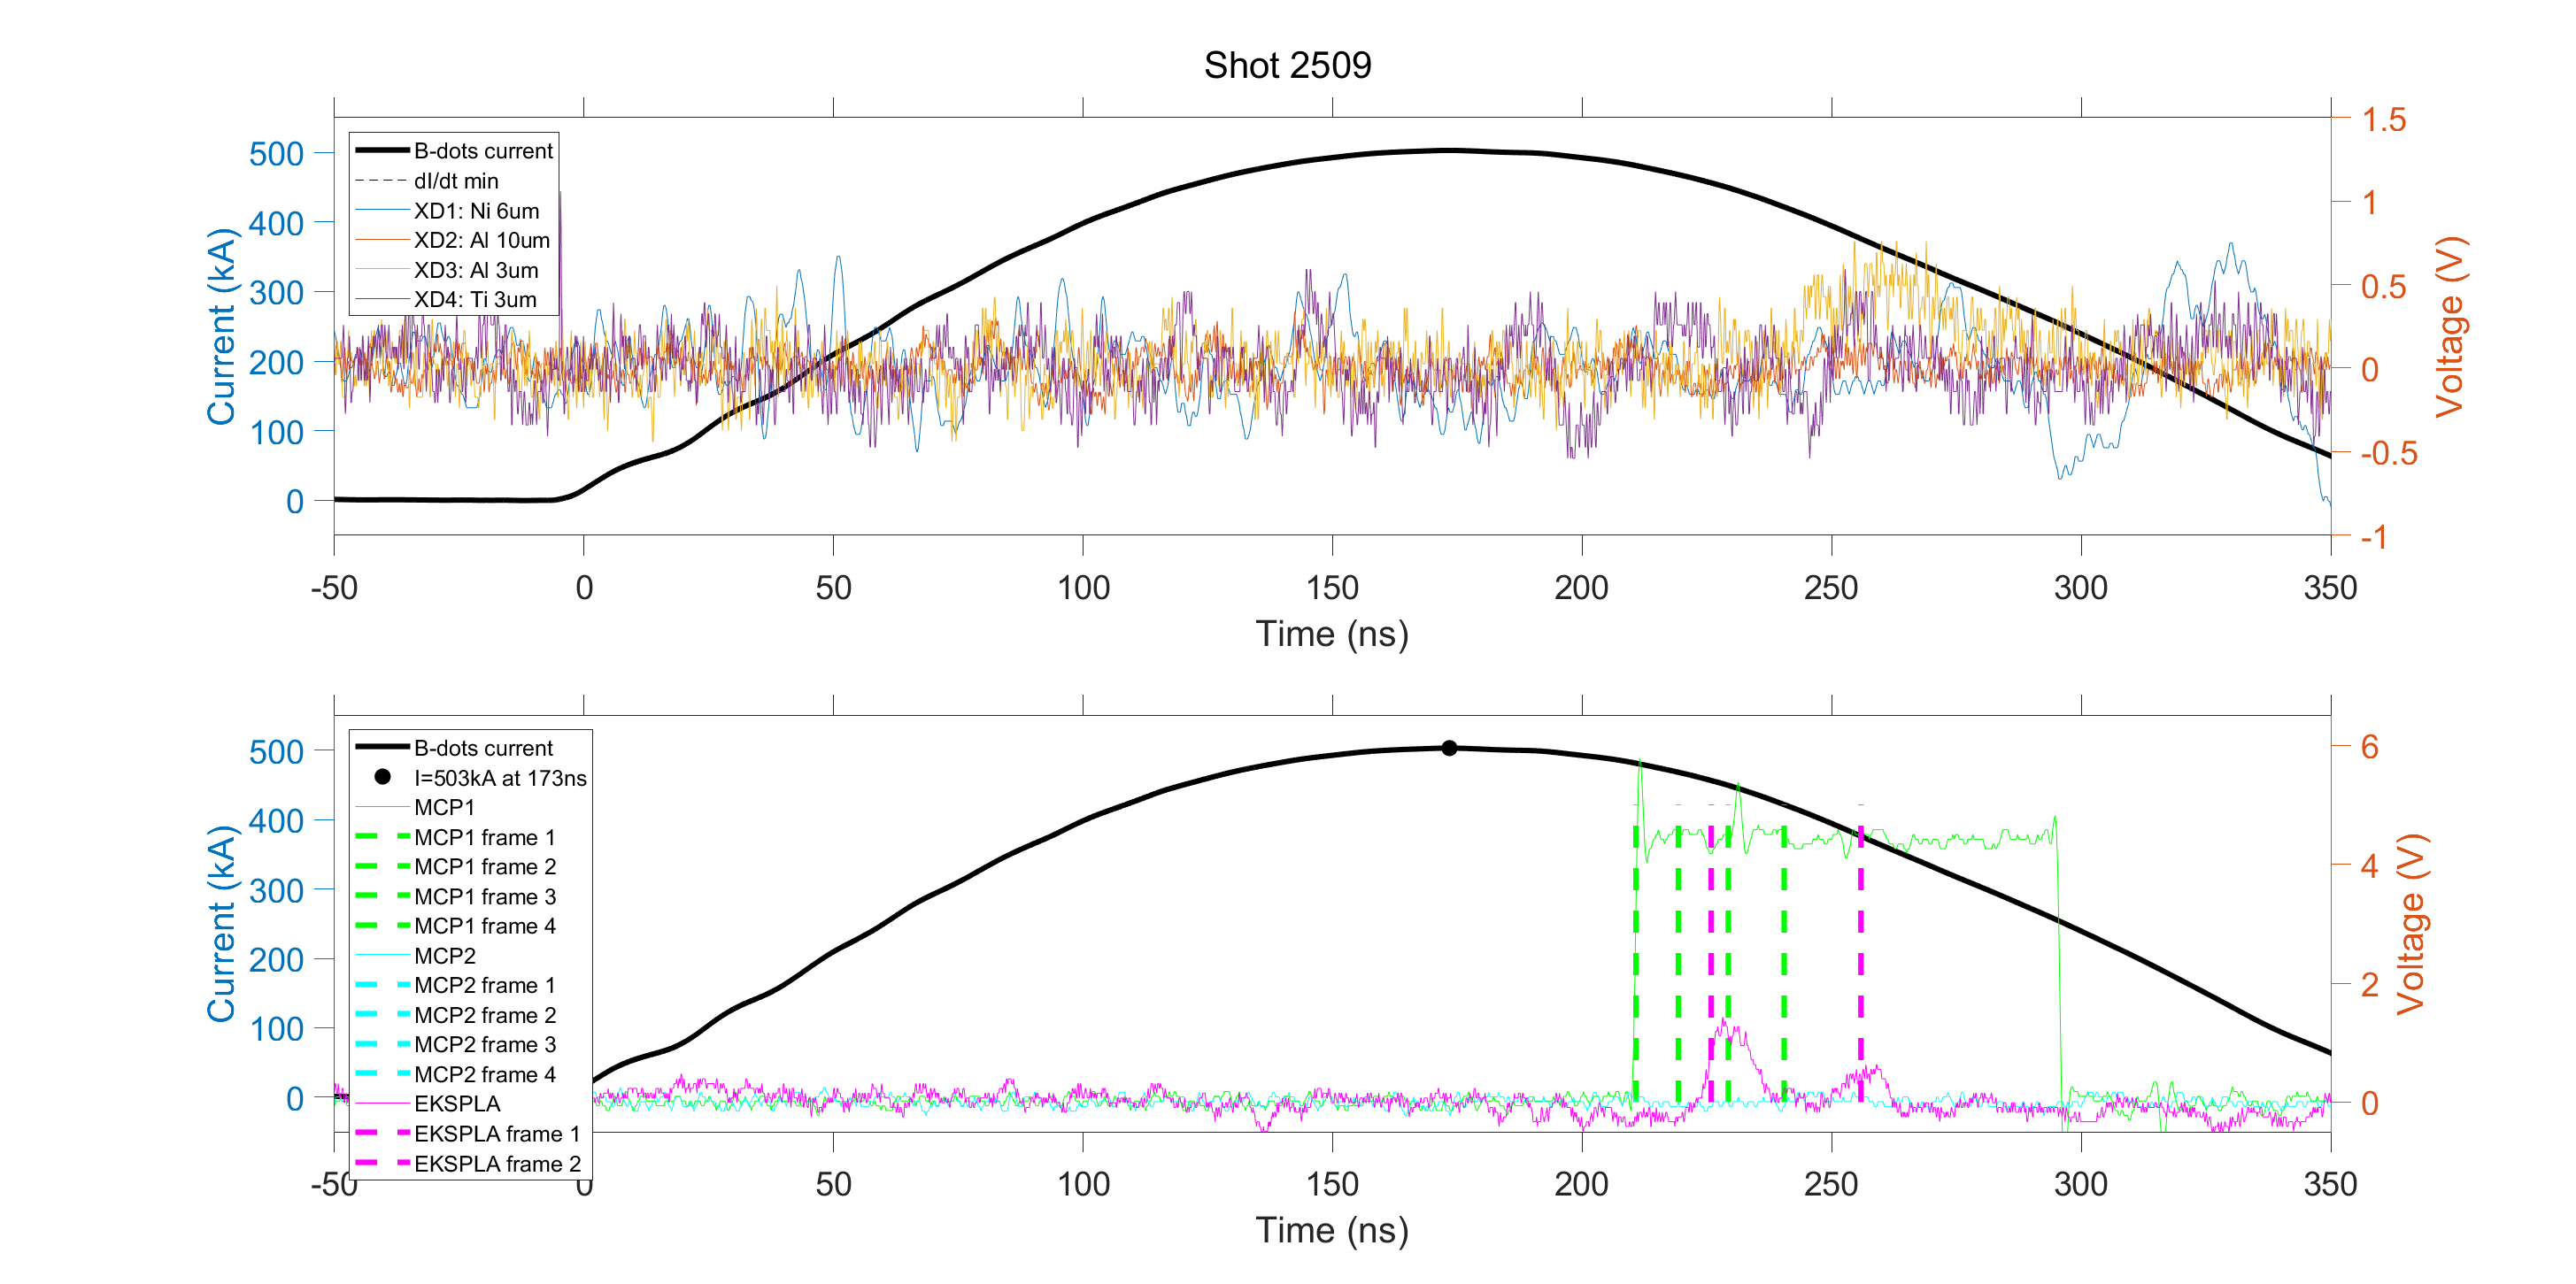 Shot 2509
Current (kA)
500
400
300
200
100
0
B-dots current
dI/dt min
XD1: Ni 6um
XD2: Al 10um
XD3: Al 3um
XD4: Ti 3um
1.5
1
0.5
0
-0.5
-1
Voltage (V)
-50 0 50 100 150 200 250 300 350
Time (ns)
Current (kA)
500
400
300
200
100
0
B-dots current
I=503kA at 173ns
MCP1
MCP1 frame 1
MCP1 frame 2
MCP1 frame 3
MCP1 frame 4
MCP2
MCP2 frame 1
MCP2 frame 2
MCP2 frame 3
MCP2 frame 4
EKSPLA
EKSPLA frame 1
EKSPLA frame 2
6
4
2
0
Voltage (V)
-50 0 50 100 150 200 250 300 350
Time (ns)